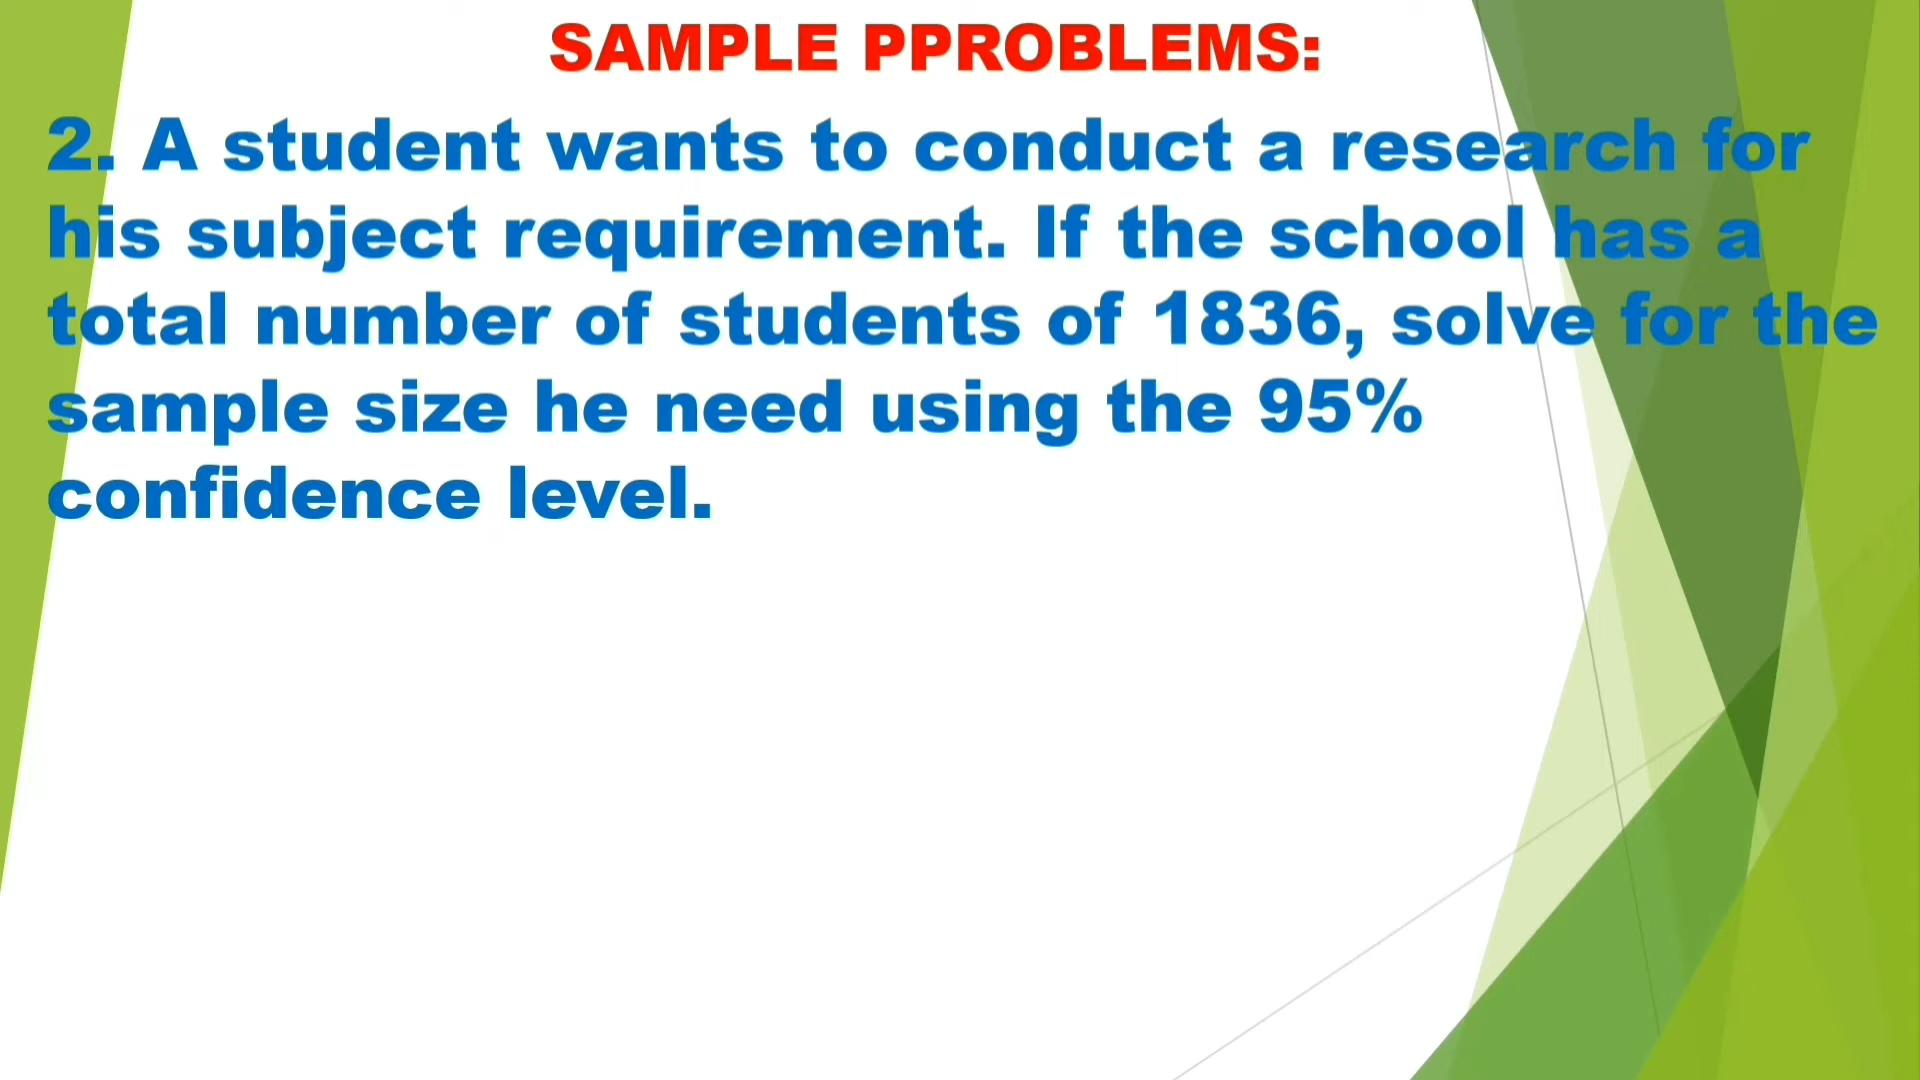 SAMPLE PPROBLEMS:
2. A student wants to conduct a research for
his subject requirement. If the school has a
total number of students of 1836, solve for the
sample size he need using the 95%
confidence level.